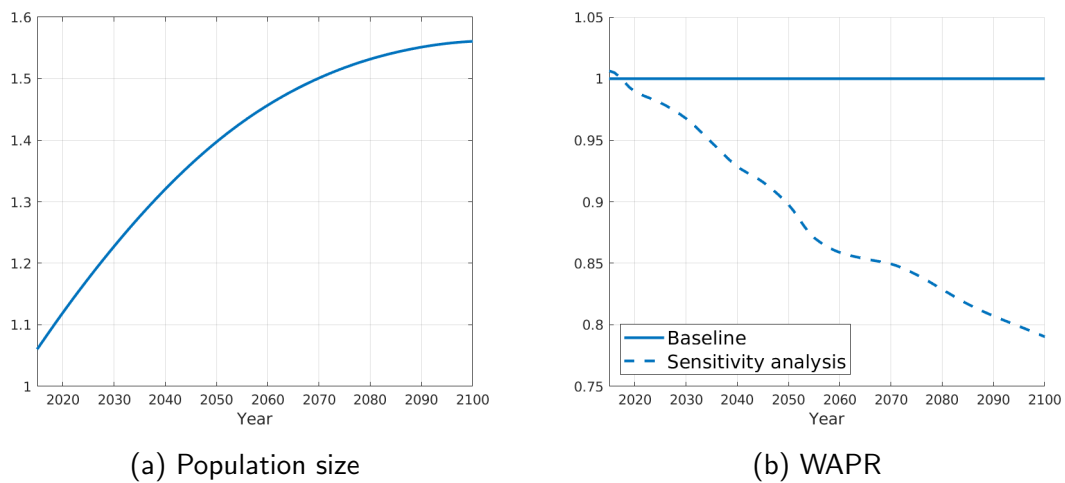 1.6
1.5
1.4
1.3
1.2
1.1
1
2020 2030 2040 2050 2060 2070 2080 2090 2100
Year
(a) Population size
1.05
1
0.95
0.9
0.85
0.8
0.75
Baseline
Sensitivity analysis
2020 2030 2040 2050 2060 2070 2080 2090 2100
Year
(b) WAPR